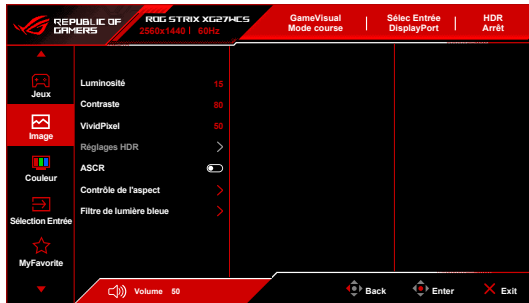 REPUBLIC OF
GAMERS
ROG STRIX XG27WCS
2560x1440 | 60Hz
GameVisual
Mode course
Sélec Entrée
DisplayPort
HDR
Arrêt
Jeux
Image
Couleur
Sélection Entrée
MyFavorite
Luminosité 15
Contraste 80
VividPixel 50
Réglages HDR
ASCR
Contrôle de l'aspect
Filtre de lumière bleue
Volume 50
Back
Enter
Exit